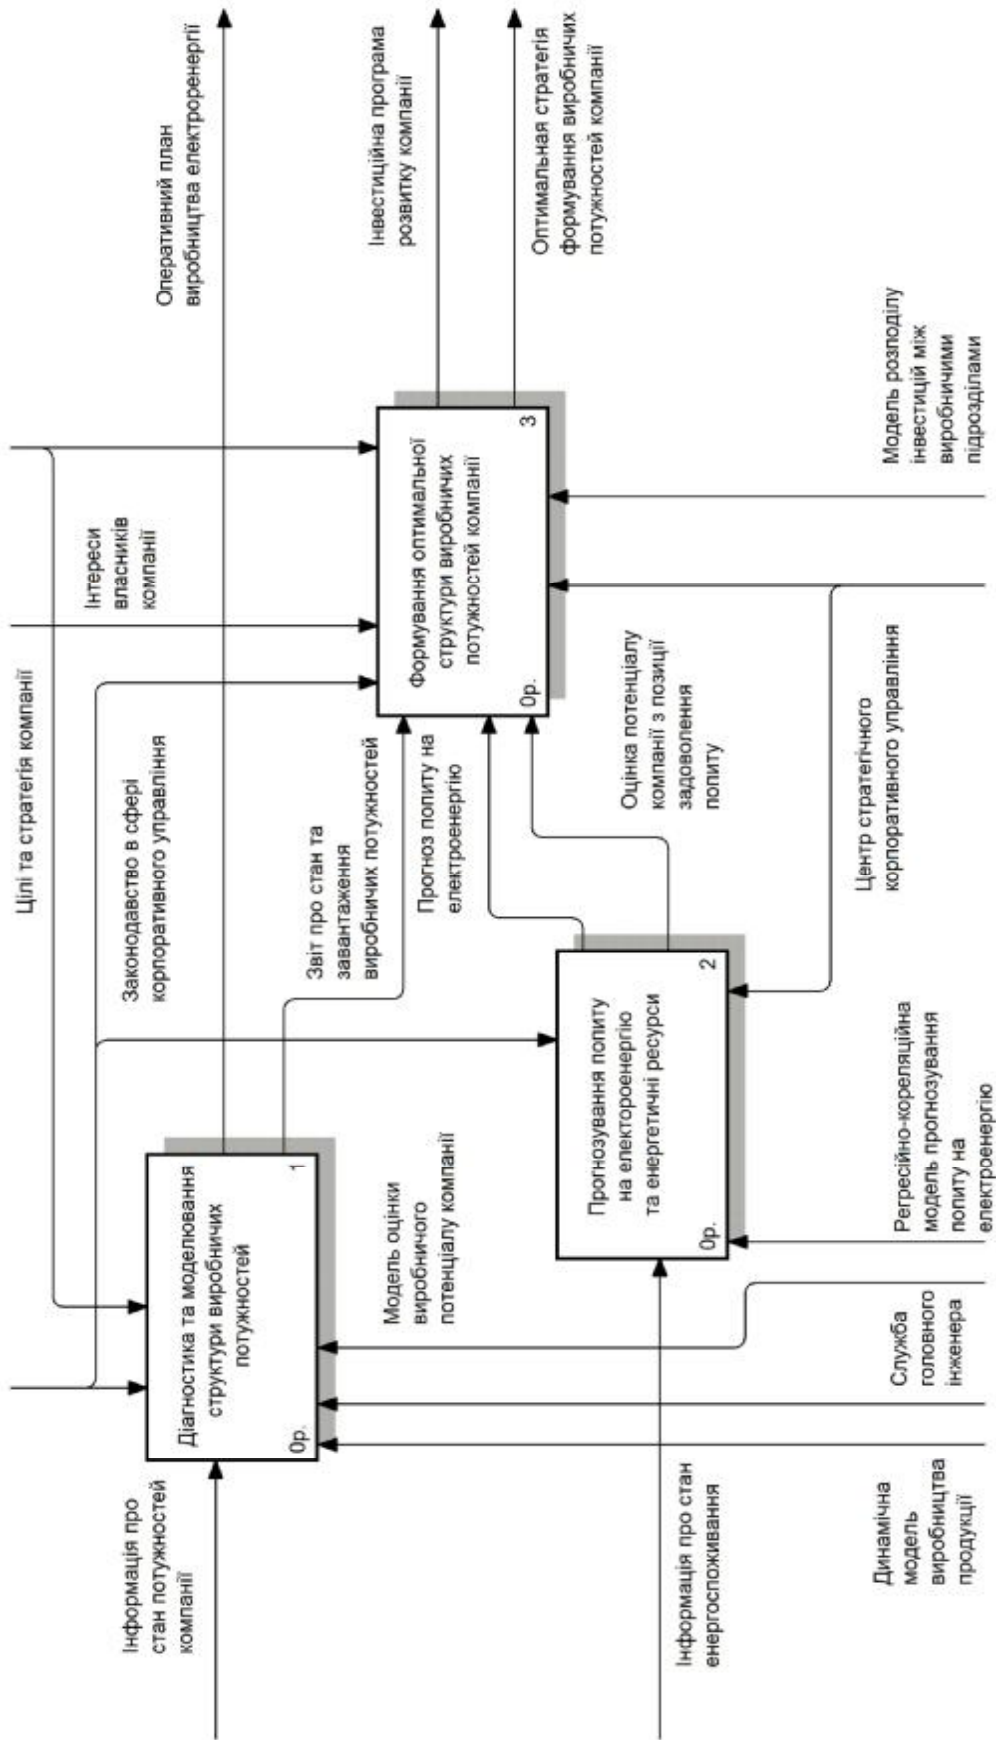 Цілі та стратегія компанії
Інтереси
власників
компанії
Законодавство в сфері
корпоративного управління
Оперативний план
виробництва електроренергії
Інформація про
стан потужностей
компанії
Діагностика та моделювання
структури виробничих
потужностей
0р.
1
Звіт про стан та
завантаження
виробничих потужностей
Інвестиційна програма
розвитку компанії
Прогноз попиту на
електроенергію
Формування оптимальної
структури виробничих
потужностей компанії
0р.
3
Оптимальная стратегія
формування виробничих
потужностей компанії
Модель оцінки
виробничого
потенціалу компанії
Оцінка потенціалу
компанії з позиції
задоволення
попиту
Інформація про стан
енергоспоживання
Прогнозування попиту
на електороенергію
та енергетичні ресурси
0р.
2
Динамічна
модель
виробництва
продукції
Служба
головного
інженера
Регресійно-кореляційна
модель прогнозування
попиту на
електроенергію
Центр стратегічного
корпоративного управління
Модель розподілу
інвестицій між
виробничими
підрозділами